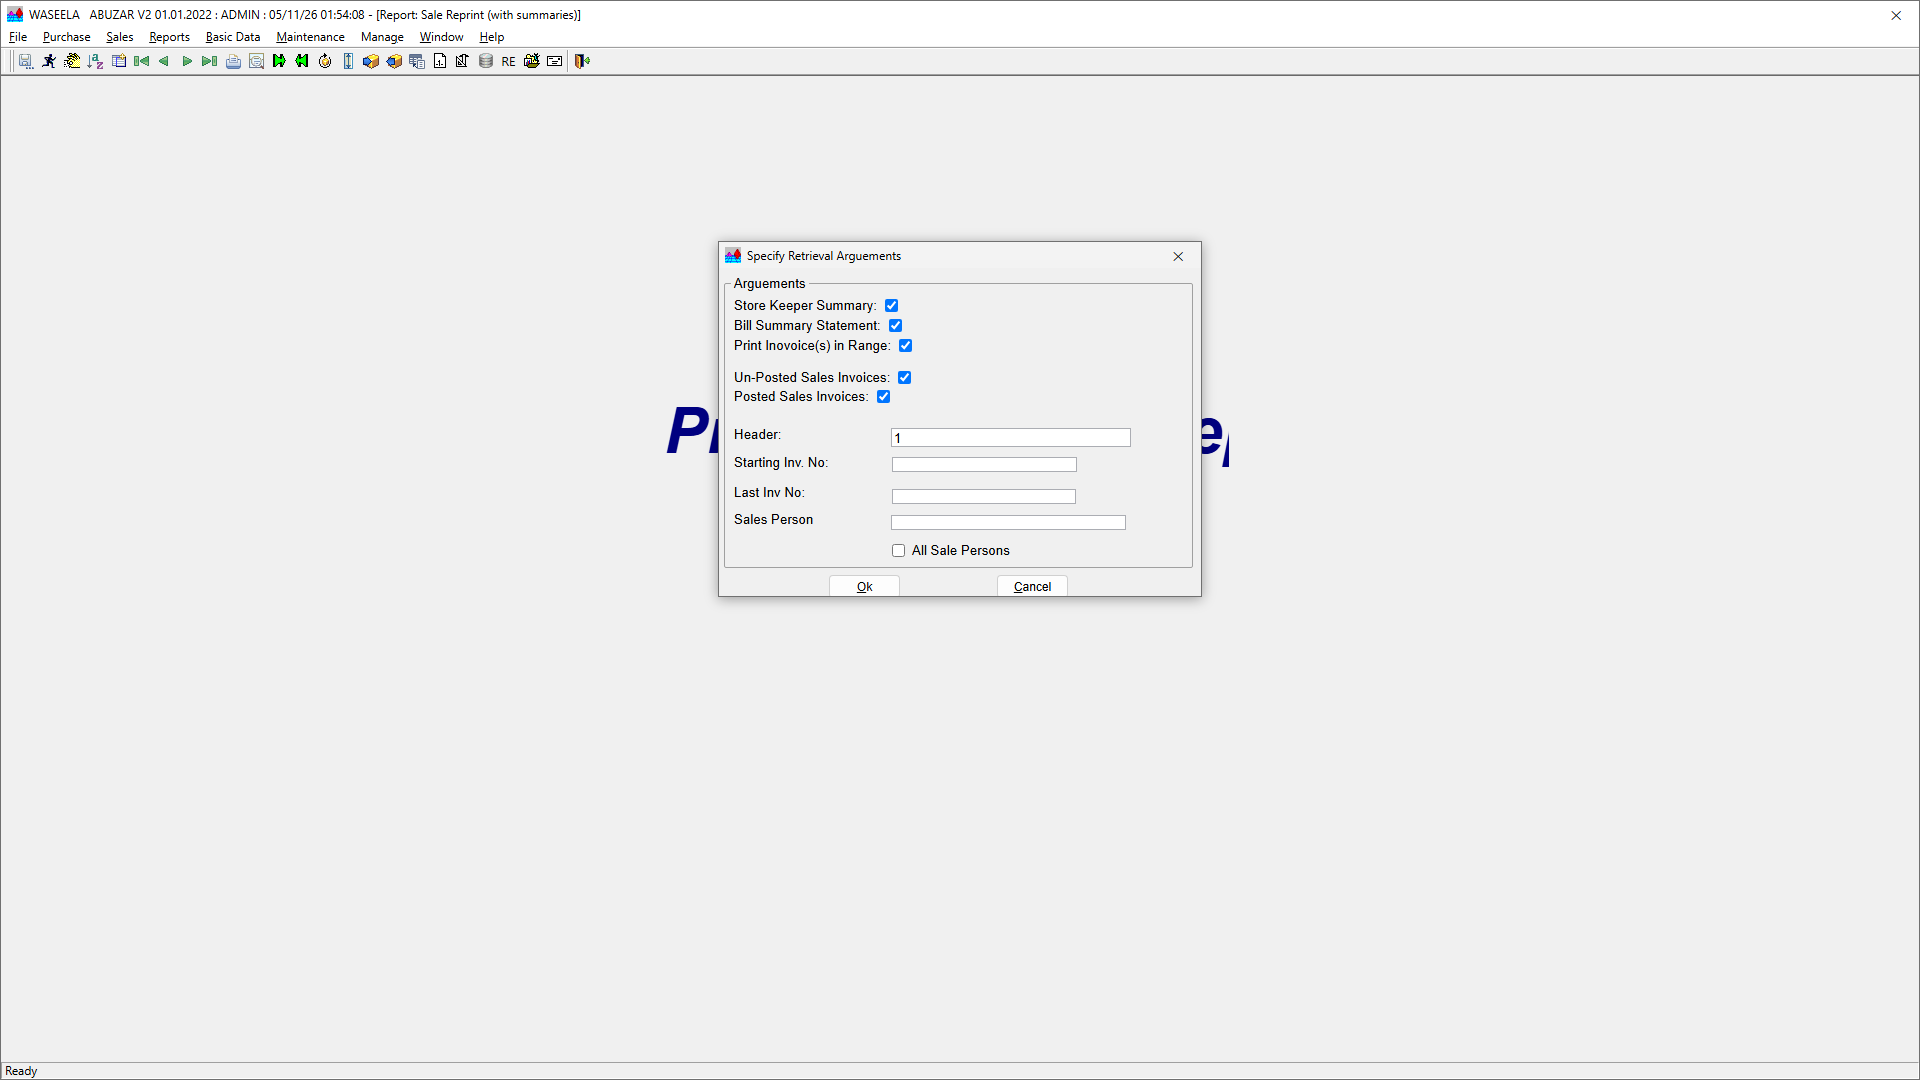 WASEELA ABUZAR V2 01.01.2022 : ADMIN : 05/11/26 01:54:08 - [Report: Sale Reprint (with summaries)]
File Purchase Sales Reports Basic Data Maintenance Manage Window Help
RE
Specify Retrieval Arguements
Arguements
Store Keeper Summary:
Bill Summary Statement:
Print Inovoice(s) in Range:
Un-Posted Sales Invoices:
Posted Sales Invoices:
Header: 1
Starting Inv. No:
Last Inv No:
Sales Person
All Sale Persons
Ok Cancel
Ready